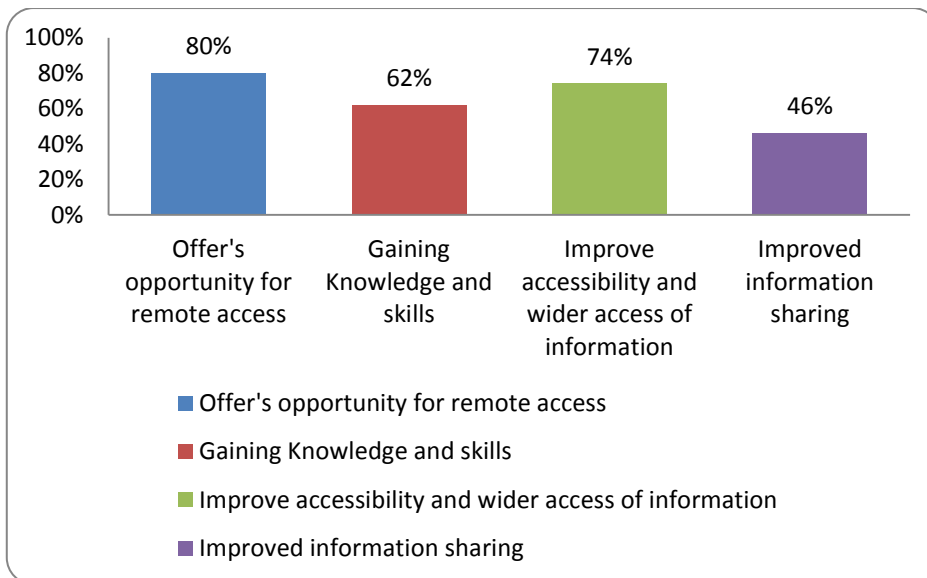 100%
80%
60%
40%
20%
0%
80%
62%
74%
46%
Offer's
opportunity for
remote access
Gaining
Knowledge and
skills
Improve
accessibility and
wider access of
information
Improved
information
sharing
Offer's opportunity for remote access
Gaining Knowledge and skills
Improve accessibility and wider access of information
Improved information sharing